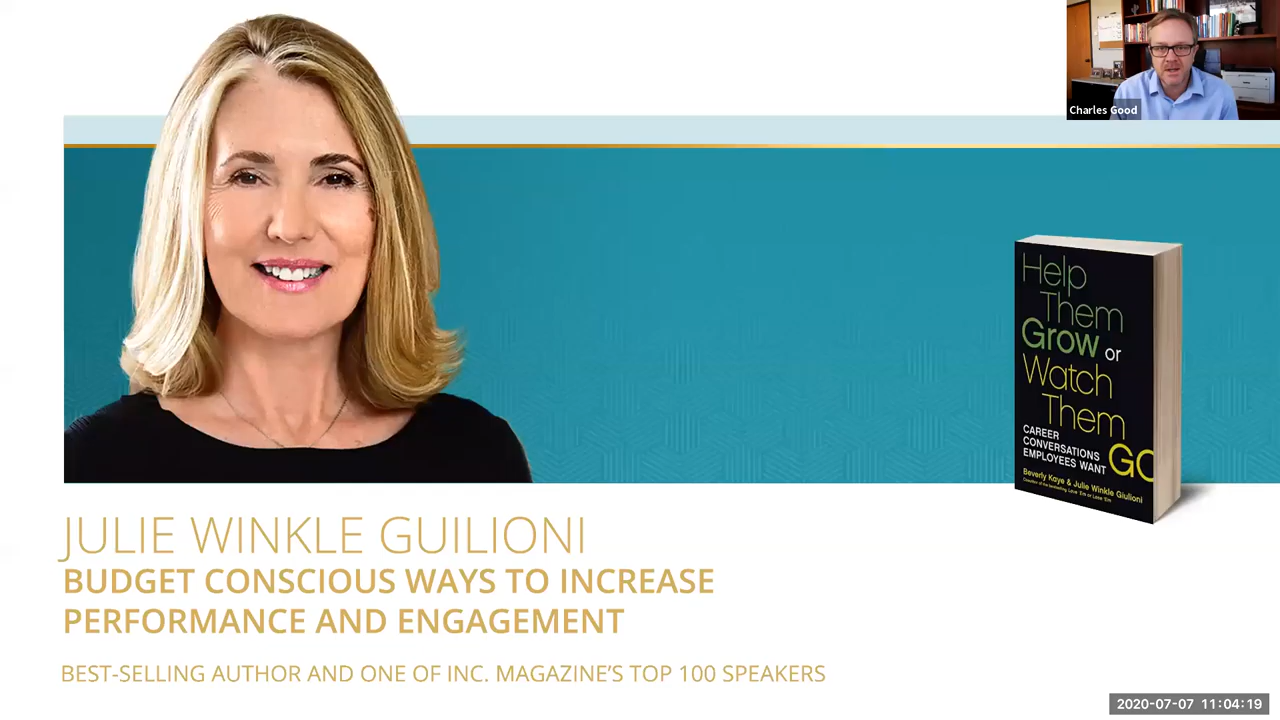 Charles Good
Help
Them
Grow or
Watch
Them
GO
CAREER
CONVERSATIONS
EMPLOYEES WANT
Beverly Kaye & Julie Winkle Giulioni
JULIE WINKLE GUILIONI
BUDGET CONSCIOUS WAYS TO INCREASE
PERFORMANCE AND ENGAGEMENT
BEST-SELLING AUTHOR AND ONE OF INC. MAGAZINE'S TOP 100 SPEAKERS
2020-07-07 11:04:19